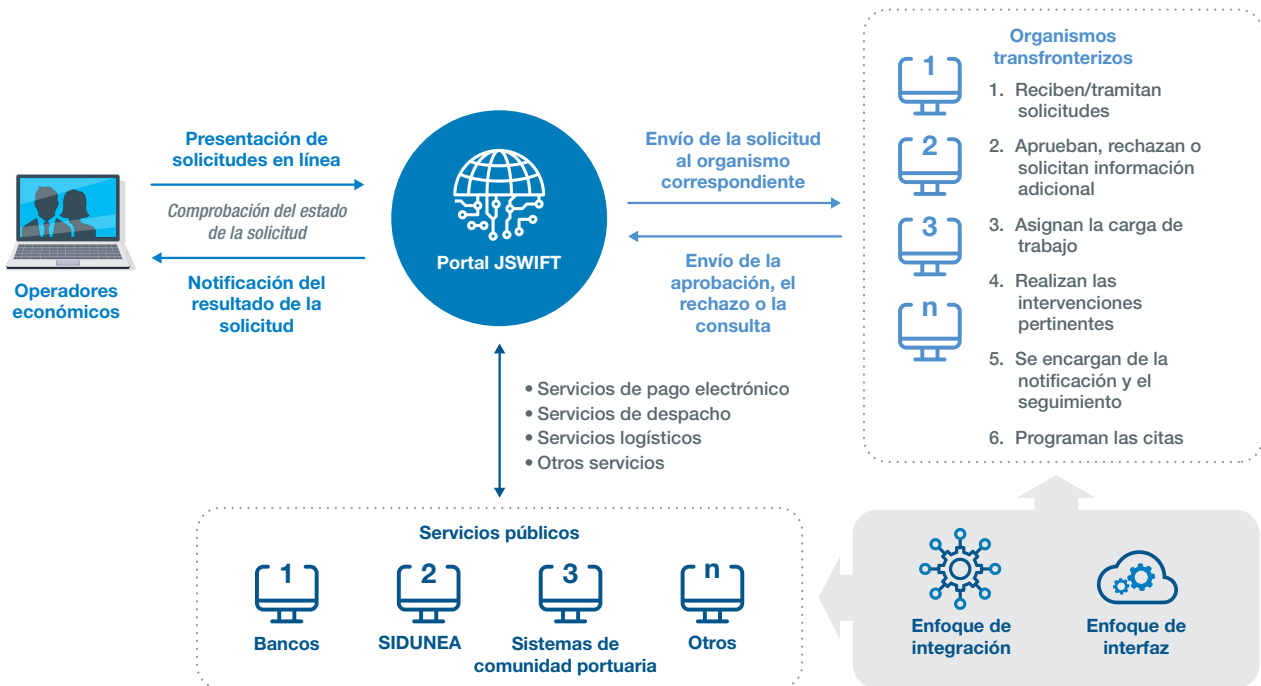 Operadores
económicos
Presentación de
solicitudes en línea
Comprobación del estado
de la solicitud
Notificación del
resultado de la
solicitud
Portal JSWIFT
Envío de la solicitud
al organismo
correspondiente
Envío de la
aprobación, el
rechazo o la
consulta
Organismos
transfronterizos
1
2
3
n
1. Reciben/tramitan
solicitudes
2. Aprueban, rechazan o
solicitan información
adicional
3. Asignan la carga de
trabajo
4. Realizan las
intervenciones
pertinentes
5. Se encargan de la
notificación y el
seguimiento
6. Programan las citas
• Servicios de pago electrónico
• Servicios de despacho
• Servicios logísticos
• Otros servicios
Servicios públicos
1
Bancos
2
SIDUNEA
3
Sistemas de
comunidad portuaria
n
Otros
Enfoque de
integración
Enfoque de
interfaz